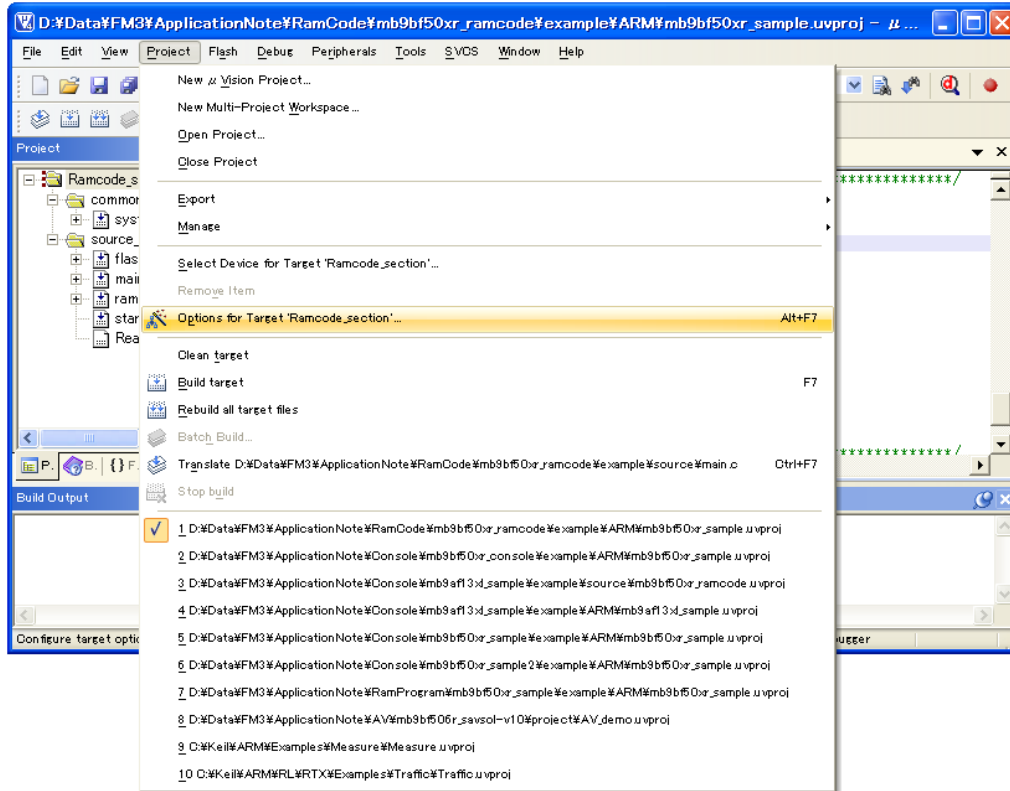 D:¥Data¥FM3¥ApplicationNote¥RamCode¥mb9bf50xr_ramcode¥example¥ARM¥mb9bf50xr_sample.uvproj - μ ...
File Edit View Project Flash Debug Peripherals Tools SVCS Window Help
New μ Vision Project...
New Multi-Project Workspace...
Open Project...
Close Project
Export
Manage
Select Device for Target 'Ramcode_section'...
Remove Item
Options for Target 'Ramcode_section'... Alt+F7
Clean target
Build target F7
Rebuild all target files
Batch Build...
Translate D:¥Data¥FM3¥ApplicationNote¥RamCode¥mb9bf50xr_ramcode¥example¥source¥main.c Ctrl+F7
Stop build
1 D:¥Data¥FM3¥ApplicationNote¥RamCode¥mb9bf50xr_ramcode¥example¥ARM¥mb9bf50xr_sample.uvproj
2 D:¥Data¥FM3¥ApplicationNote¥Console¥mb9bf50xr_console¥example¥ARM¥mb9bf50xr_sample.uvproj
3 D:¥Data¥FM3¥ApplicationNote¥Console¥mb9af13xl_sample¥example¥source¥mb9bf50xr_ramcode.uvproj
4 D:¥Data¥FM3¥ApplicationNote¥Console¥mb9af13xl_sample¥example¥ARM¥mb9af13xl_sample.uvproj
5 D:¥Data¥FM3¥ApplicationNote¥Console¥mb9bf50xr_sample¥example¥ARM¥mb9bf50xr_sample.uvproj
6 D:¥Data¥FM3¥ApplicationNote¥Console¥mb9bf50xr_sample2¥example¥ARM¥mb9bf50xr_sample.uvproj
7 D:¥Data¥FM3¥ApplicationNote¥RamProgram¥mb9bf50xr_sample¥example¥ARM¥mb9bf50xr_sample.uvproj
8 D:¥Data¥FM3¥ApplicationNote¥AV¥mb9bf506r_savsol-v10¥project¥AV_demo.uvproj
9 C:¥Keil¥ARM¥Examples¥Measure¥Measure.uvproj
10 C:¥Keil¥ARM¥RL¥RTX¥Examples¥Traffic¥Traffic.uvproj
Project
Ramcode_s
common
sys
source_
flas
mai
ram
star
Rea
P. B. {} F.
**************/
**************/
Build Output
Configure target optio
ugger